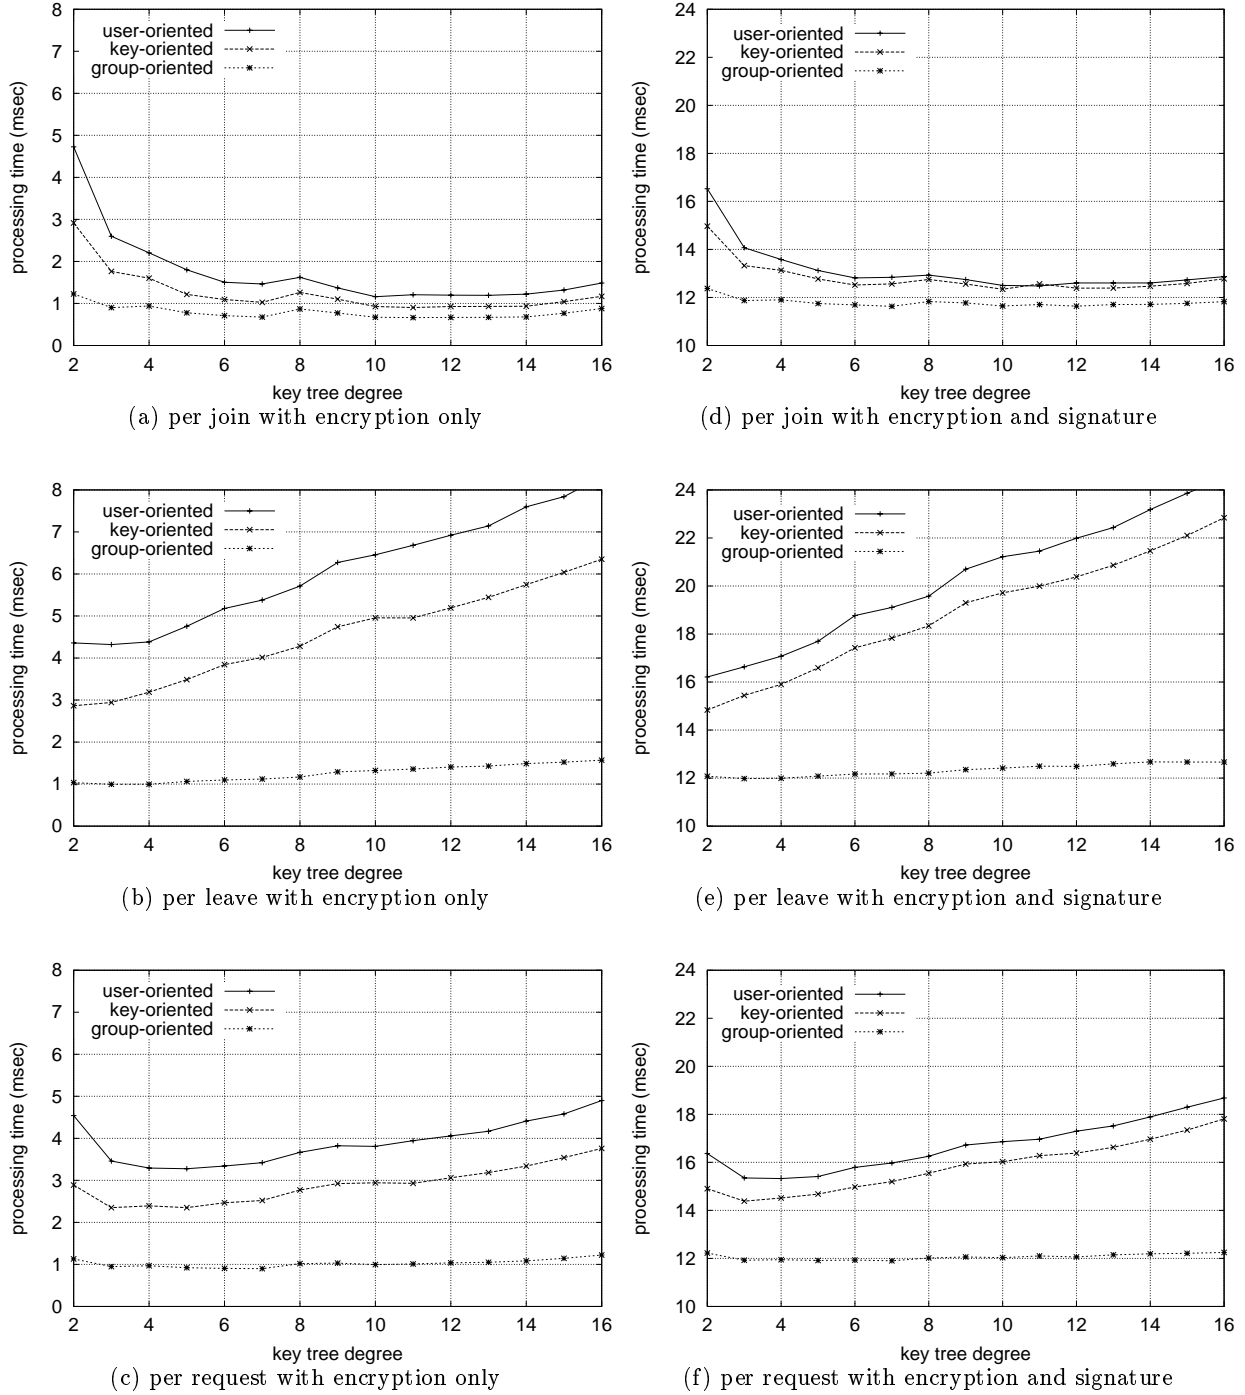 processing time (msec)
8
7
6
5
4
3
2
1
0
user-oriented
key-oriented
group-oriented
2 4 6 8 10 12 14 16
key tree degree
(a) per join with encryption only
processing time (msec)
24
22
20
18
16
14
12
10
user-oriented
key-oriented
group-oriented
2 4 6 8 10 12 14 16
key tree degree
(d) per join with encryption and signature
processing time (msec)
8
7
6
5
4
3
2
1
0
user-oriented
key-oriented
group-oriented
2 4 6 8 10 12 14 16
key tree degree
(b) per leave with encryption only
processing time (msec)
24
22
20
18
16
14
12
10
user-oriented
key-oriented
group-oriented
2 4 6 8 10 12 14 16
key tree degree
(e) per leave with encryption and signature
processing time (msec)
8
7
6
5
4
3
2
1
0
user-oriented
key-oriented
group-oriented
2 4 6 8 10 12 14 16
key tree degree
(c) per request with encryption only
processing time (msec)
24
22
20
18
16
14
12
10
user-oriented
key-oriented
group-oriented
2 4 6 8 10 12 14 16
key tree degree
(f) per request with encryption and signature